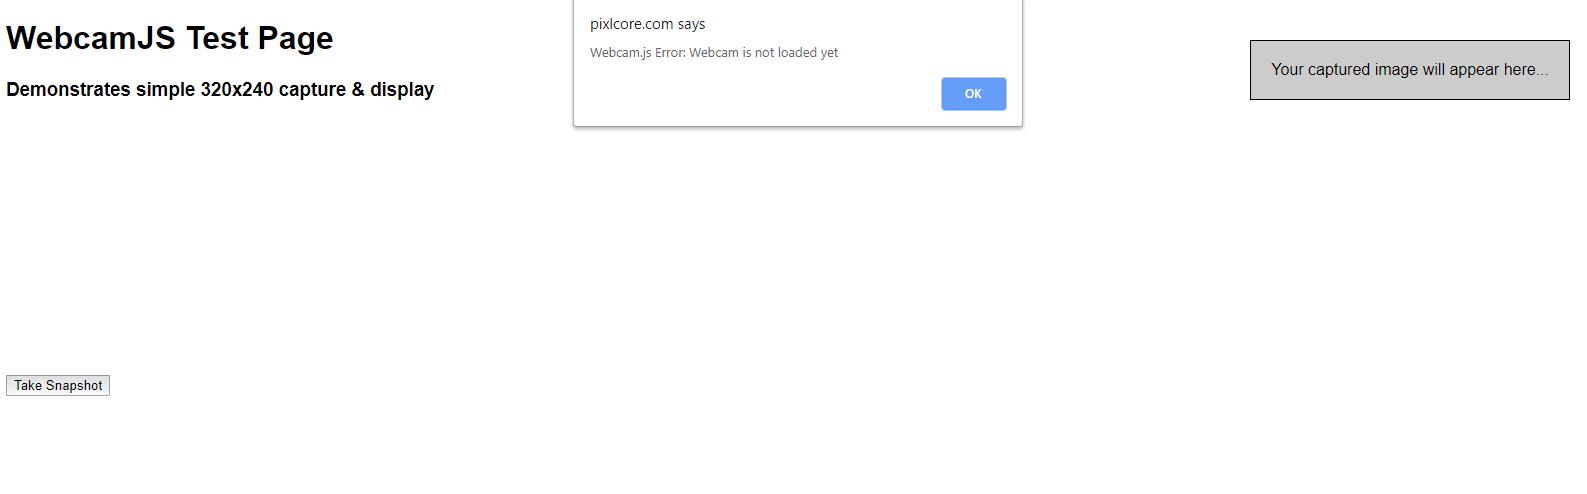 WebcamJS Test Page
Demonstrates simple 320x240 capture & display
pixlcore.com says
Webcam.js Error: Webcam is not loaded yet
OK
Your captured image will appear here...
Take Snapshot